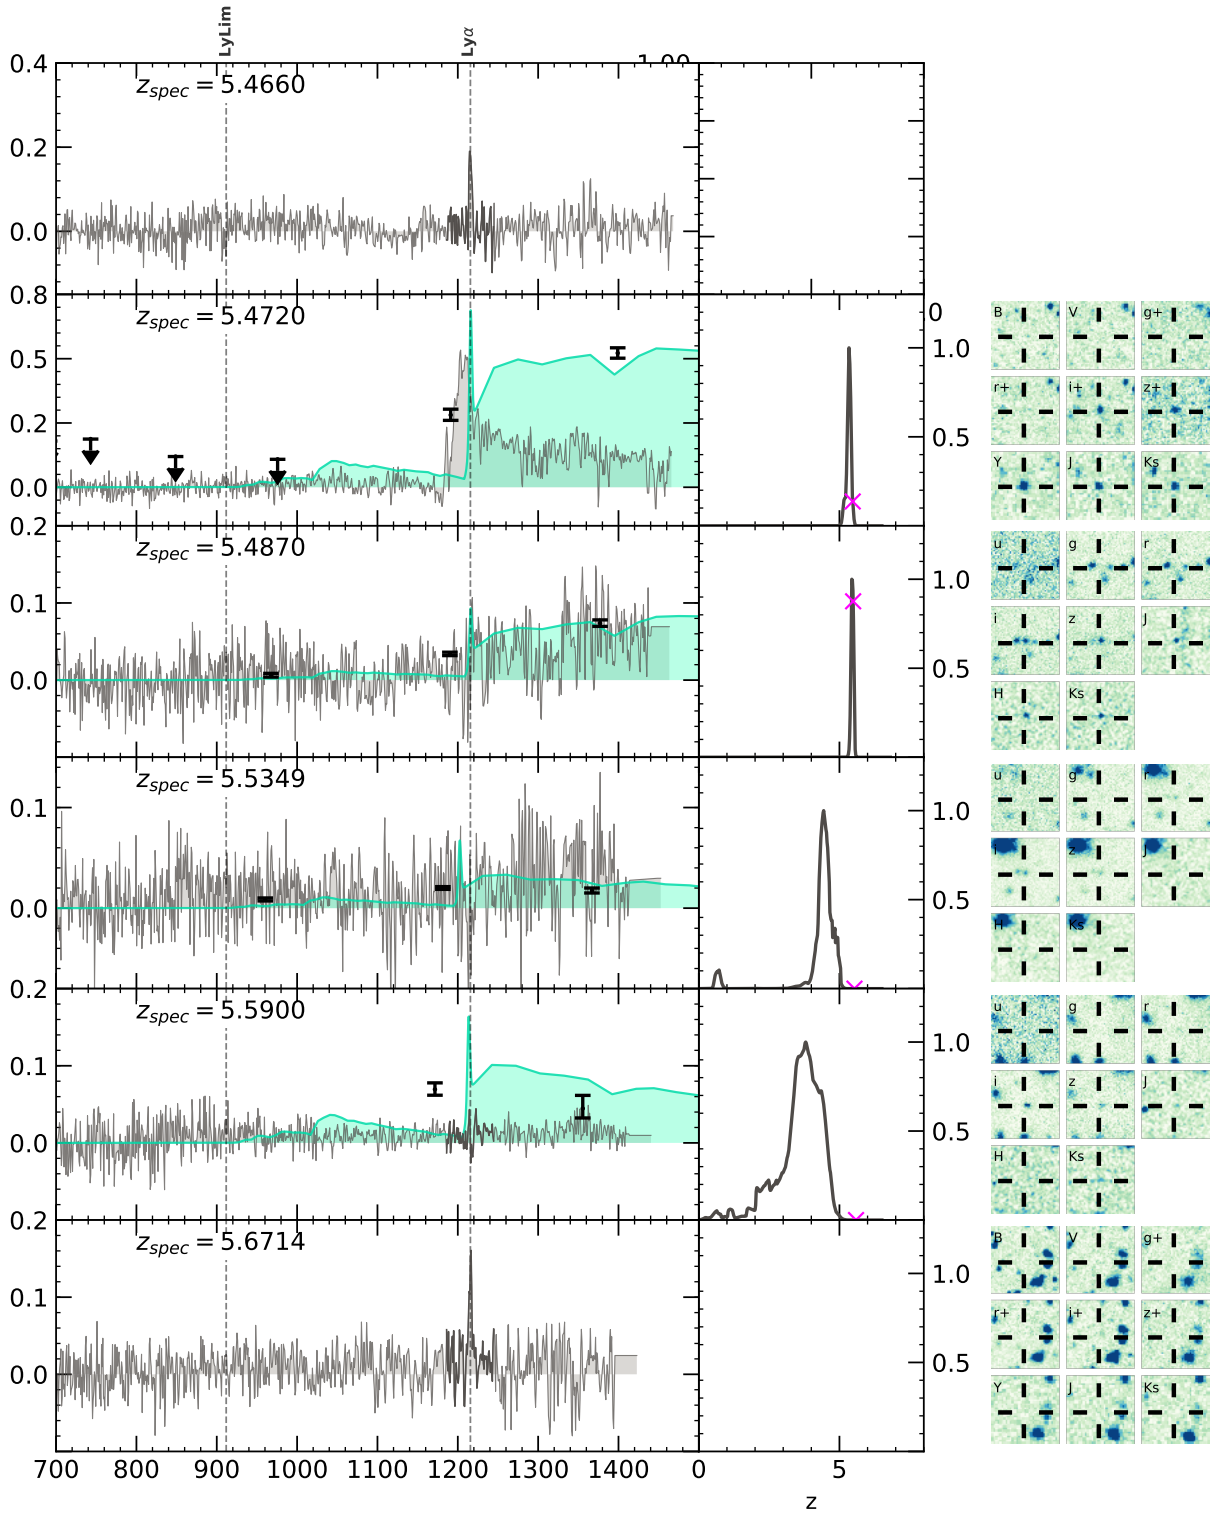 LyLim
Lyα
1.00
0.4
0.2
0.0
z_spec = 5.4660
0.8
0.5
0.2
0.0
z_spec = 5.4720
0
1.0
0.5
B V g+
r+ i+ z+
Y J Ks
0.2
0.1
0.0
z_spec = 5.4870
1.0
0.5
u g r
i z J
H Ks
0.1
0.0
z_spec = 5.5349
1.0
0.5
u g r
i z J
H Ks
0.2
0.1
0.0
z_spec = 5.5900
1.0
0.5
u g r
i z J
H Ks
0.2
0.1
0.0
z_spec = 5.6714
1.0
0.5
B V g+
r+ i+ z+
Y J Ks
700 800 900 1000 1100 1200 1300 1400 0 5
z